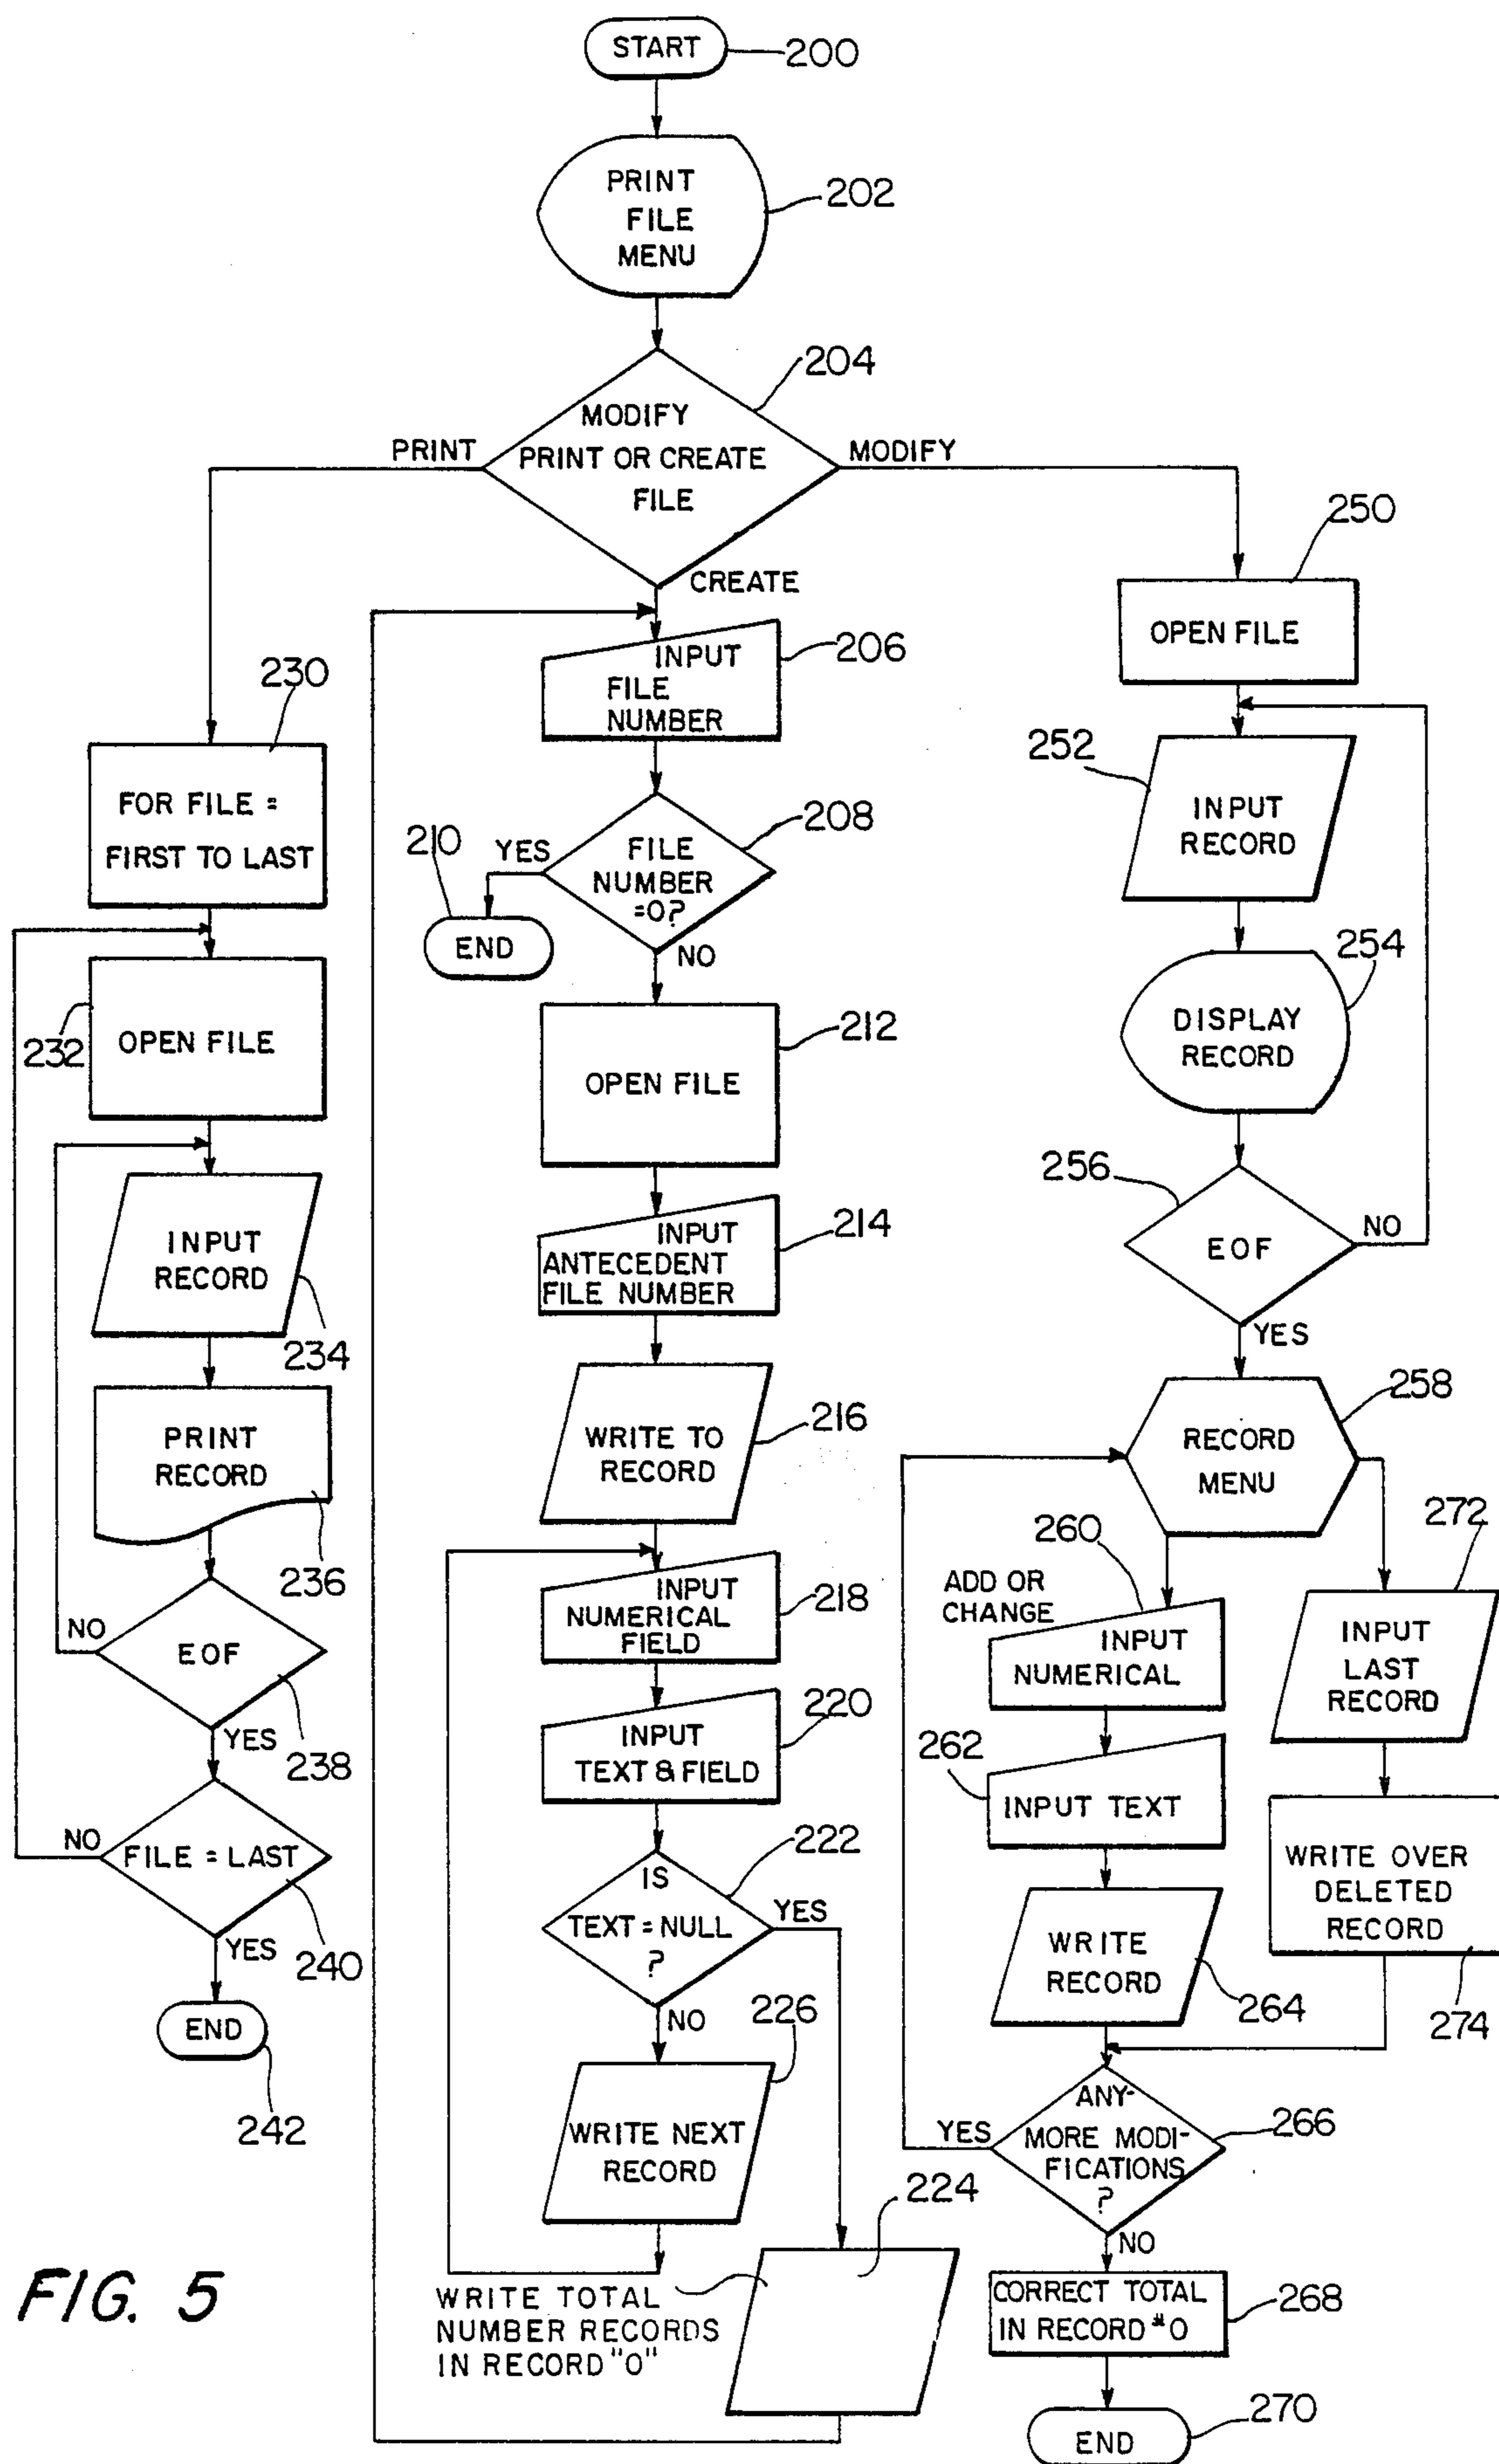 START
200
PRINT
FILE
MENU
202
204
MODIFY
PRINT OR CREATE
FILE
PRINT
MODIFY
CREATE
230
FOR FILE =
FIRST TO LAST
232
OPEN FILE
INPUT
RECORD
234
PRINT
RECORD
236
NO
EOF
YES
238
NO
FILE = LAST
YES
240
END
242
INPUT
FILE
NUMBER
206
208
YES
FILE
NUMBER
=0?
NO
210
END
OPEN FILE
212
INPUT
ANTECEDENT
FILE NUMBER
214
WRITE TO
RECORD
216
INPUT
NUMERICAL
FIELD
218
INPUT
TEXT & FIELD
220
222
IS
TEXT = NULL
?
YES
NO
226
WRITE NEXT
RECORD
224
WRITE TOTAL
NUMBER RECORDS
IN RECORD "0"
250
OPEN FILE
252
INPUT
RECORD
254
DISPLAY
RECORD
256
EOF
NO
YES
258
RECORD
MENU
260
ADD OR
CHANGE
INPUT
NUMERICAL
262
INPUT TEXT
WRITE
RECORD
264
272
INPUT
LAST
RECORD
WRITE OVER
DELETED
RECORD
274
YES
ANY-
MORE MODI-
FICATIONS
?
266
NO
CORRECT TOTAL
IN RECORD #0
268
END
270
FIG. 5